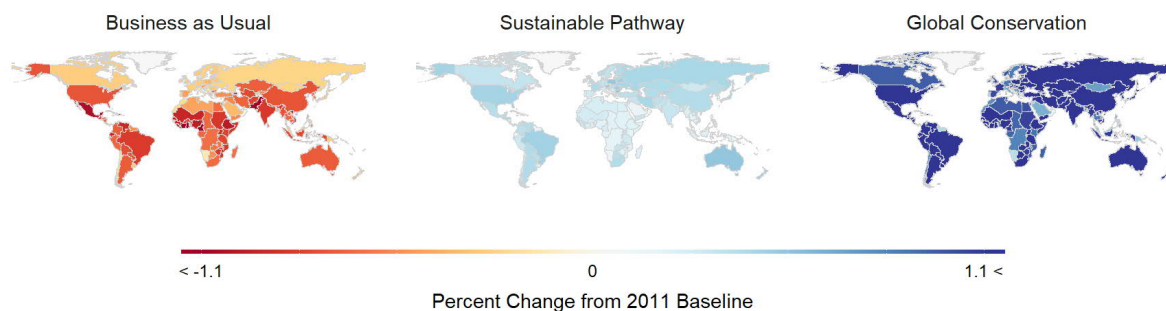 Business as Usual
Sustainable Pathway
Global Conservation
< -1.1
0
1.1 <
Percent Change from 2011 Baseline